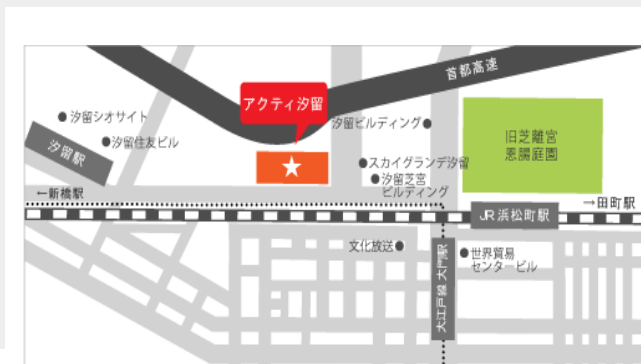 首都高速
アクティ汐留
汐留シオサイト
汐留ビルディング
汐留住友ビル
汐留駅
旧芝離宮
恩腸庭園
スカイグランデ汐留
汐留芝宮
ビルディング
←新橋駅
→田町駅
JR浜松町駅
文化放送
大江戸線 大門駅
世界貿易
センタービル